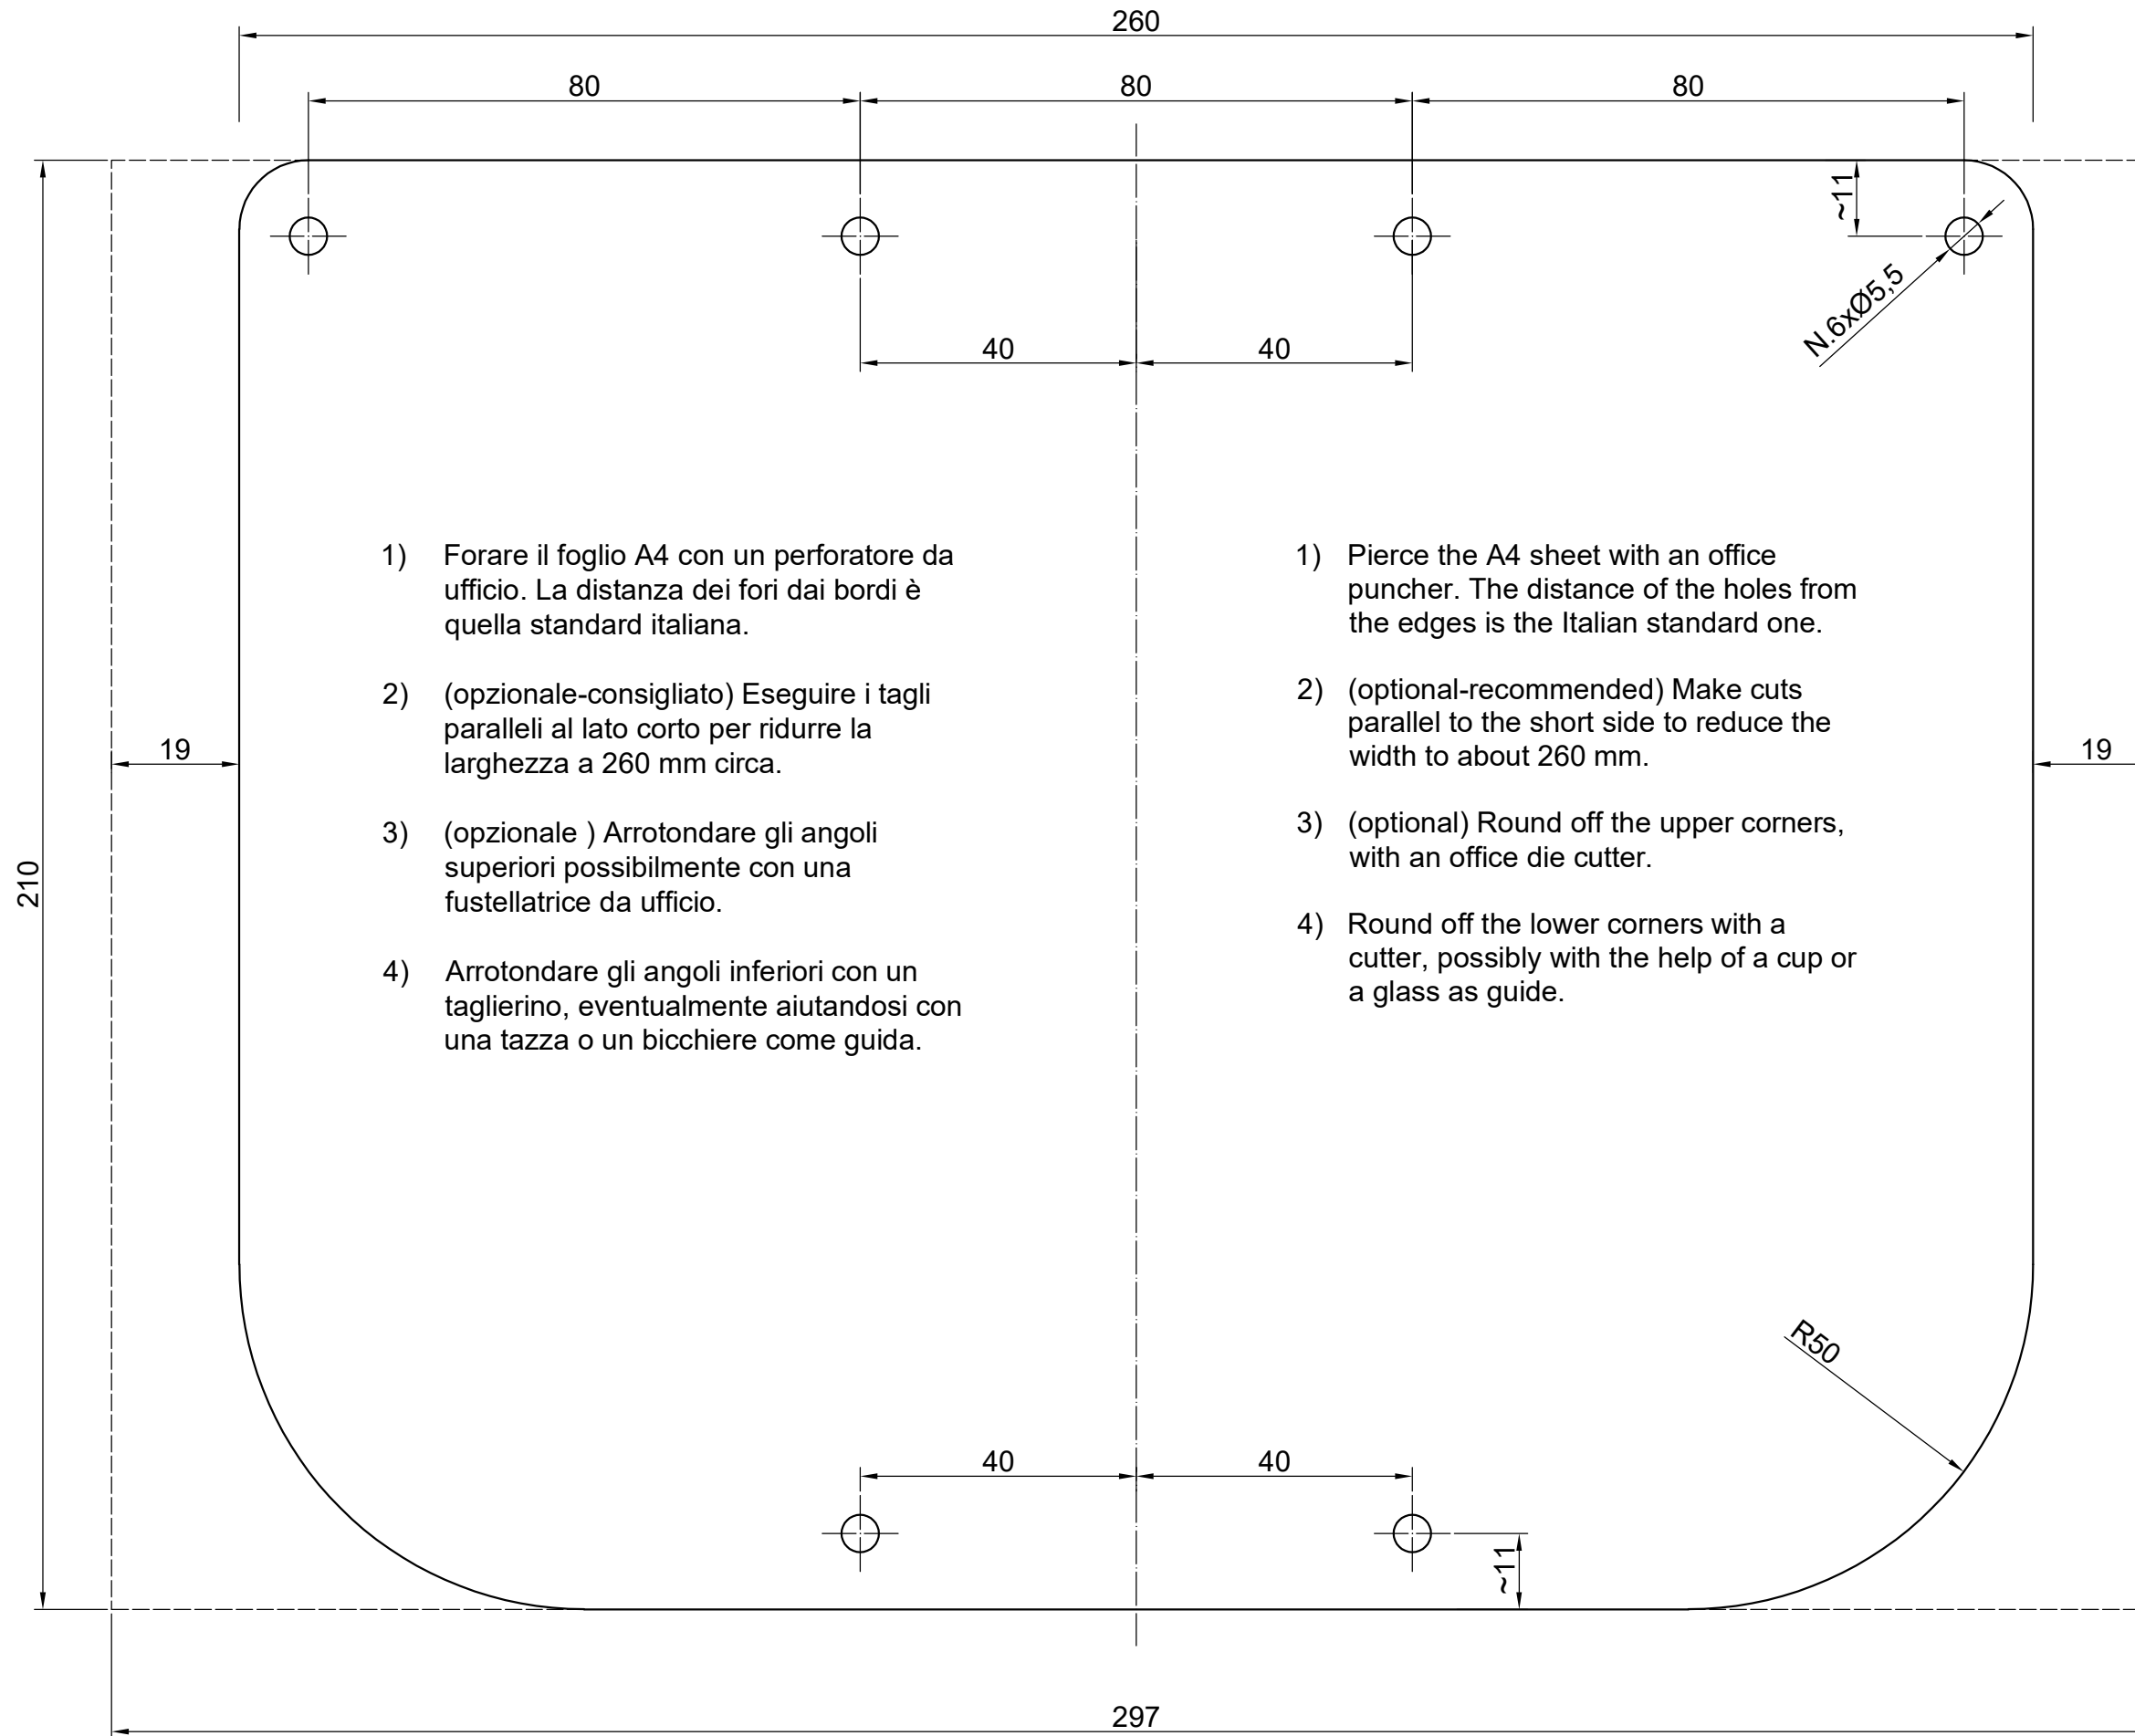 260
80 80 80
~11
N.6xØ5,5
40 40
1) Forare il foglio A4 con un perforatore da
ufficio. La distanza dei fori dai bordi è
quella standard italiana.
2) (opzionale-consigliato) Eseguire i tagli
paralleli al lato corto per ridurre la
larghezza a 260 mm circa.
3) (opzionale ) Arrotondare gli angoli
superiori possibilmente con una
fustellatrice da ufficio.
4) Arrotondare gli angoli inferiori con un
taglierino, eventualmente aiutandosi con
una tazza o un bicchiere come guida.
1) Pierce the A4 sheet with an office
puncher. The distance of the holes from
the edges is the Italian standard one.
2) (optional-recommended) Make cuts
parallel to the short side to reduce the
width to about 260 mm.
3) (optional) Round off the upper corners,
with an office die cutter.
4) Round off the lower corners with a
cutter, possibly with the help of a cup or
a glass as guide.
19
19
210
R50
40 40
~11
297